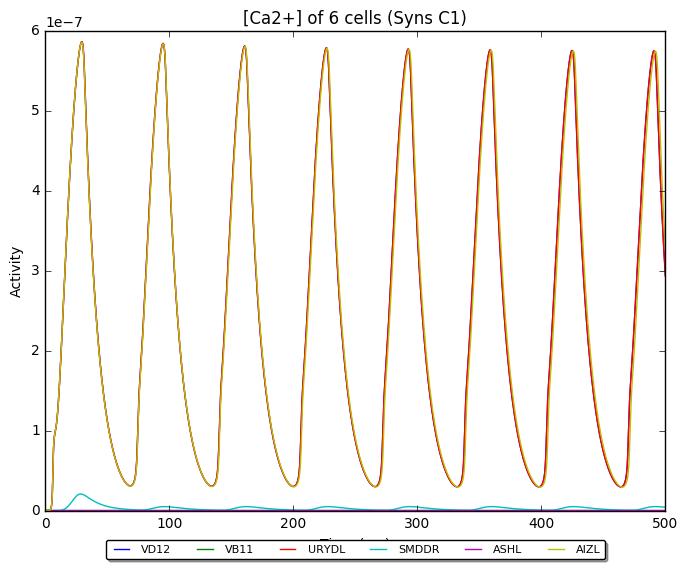 [Ca2+] of 6 cells (Syns C1)
1e−7
6
5
4
3
2
1
0
Activity
0 100 200 300 400 500
VD12 VB11 URYDL SMDDR ASHL AIZL